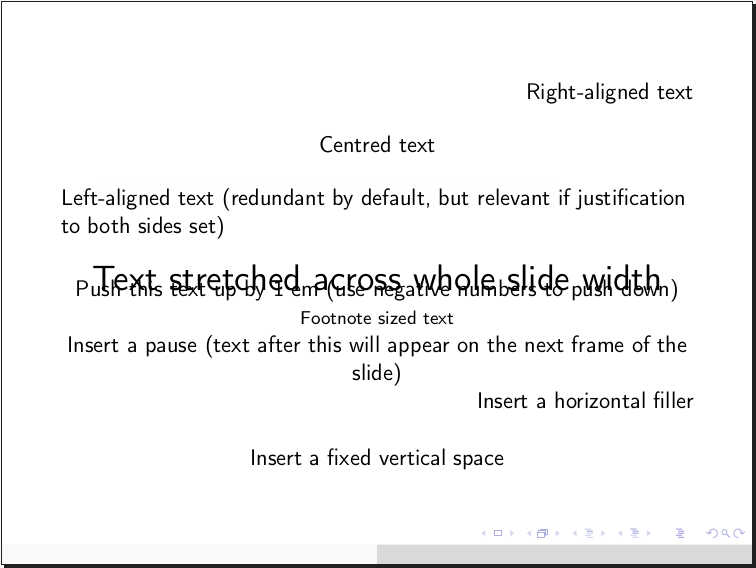 Right-aligned text
Centred text
Left-aligned text (redundant by default, but relevant if justification
to both sides set)
Text stretched across whole slide width
Push this text up by 1 em (use negative numbers to push down)
Footnote sized text
Insert a pause (text after this will appear on the next frame of the
slide)
Insert a horizontal filler
Insert a fixed vertical space